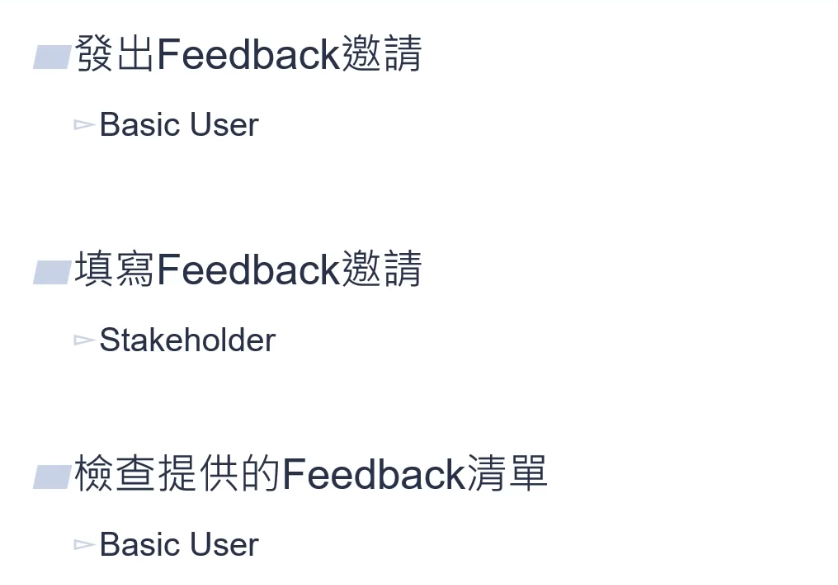 發出Feedback邀請
Basic User
填寫Feedback邀請
Stakeholder
檢查提供的Feedback清單
Basic User